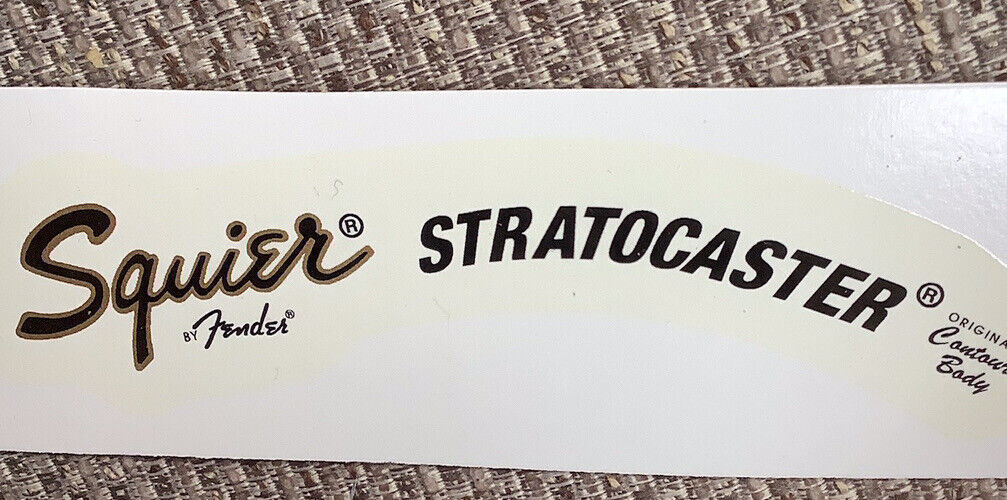 Squier®
BY Fender®
STRATOCASTER®
ORIGINA
Contour
Body